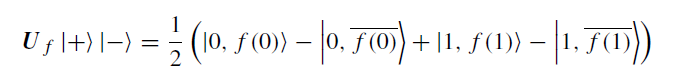 U_f |+⟩ |−⟩ = 1/2 (|0, f(0)⟩ − |0, \overline{f(0)}⟩ + |1, f(1)⟩ − |1, \overline{f(1)}⟩)